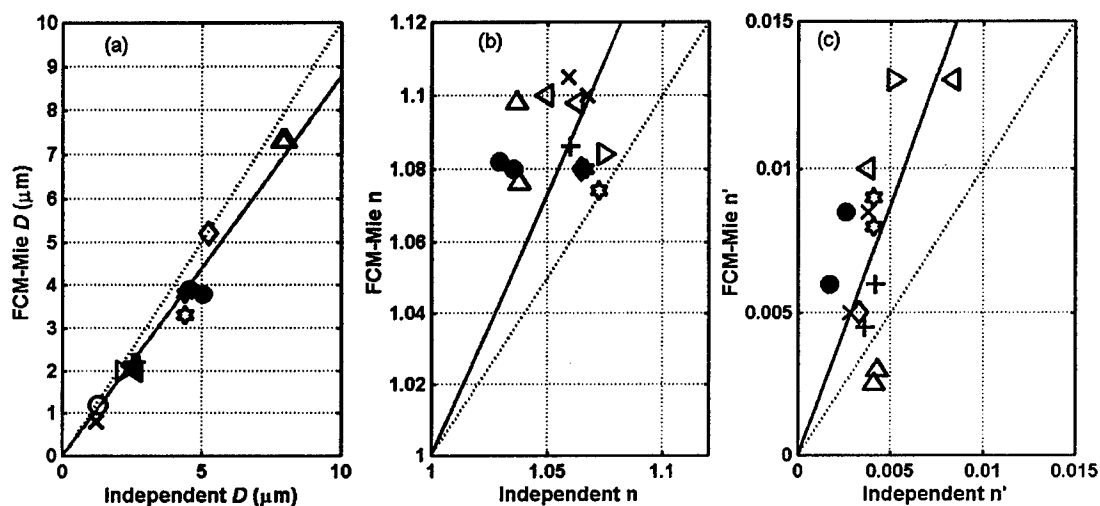 (a)
FCM-Mie D (μm)
10
9
8
7
6
5
4
3
2
1
0
0 5 10
Independent D (μm)
(b)
FCM-Mie n
1.12
1.1
1.08
1.06
1.04
1.02
1
1 1.05 1.1
Independent n
(c)
FCM-Mie n'
0.015
0.01
0.005
0
0 0.005 0.01 0.015
Independent n'